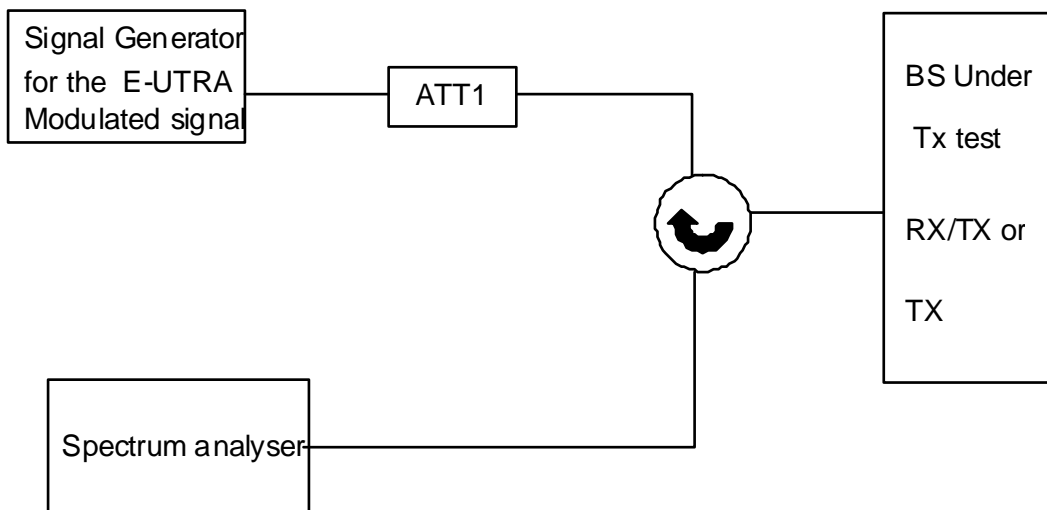 Signal Generator
for the E-UTRA
Modulated signal
ATT1
BS Under
Tx test
RX/TX or
TX
Spectrum analyser